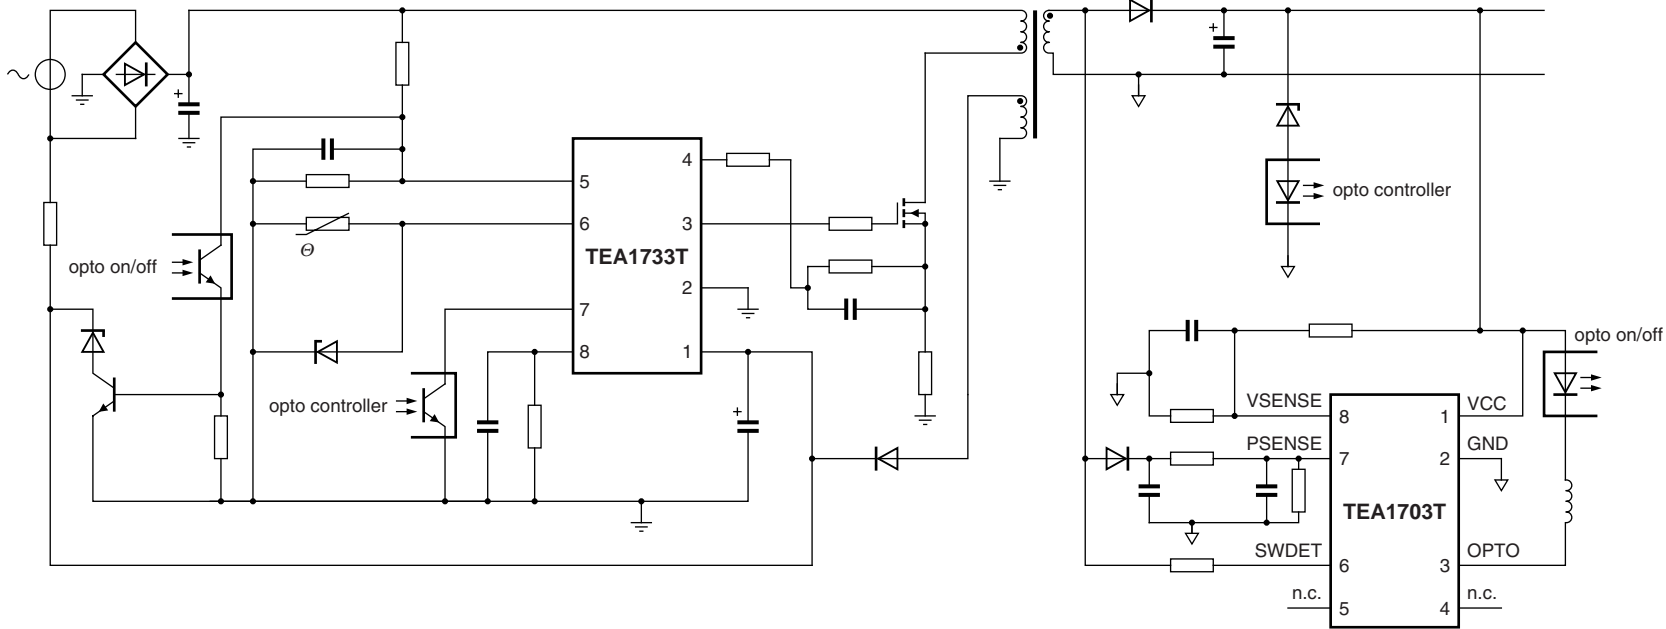 +
+
opto controller
4
5
6
3
Θ
TEA1733T
opto on/off
2
7
opto on/off
8
1
VSENSE
VCC
opto controller
+
8
1
PSENSE
GND
7
2
TEA1703T
SWDET
OPTO
6
3
n.c.
n.c.
5
4